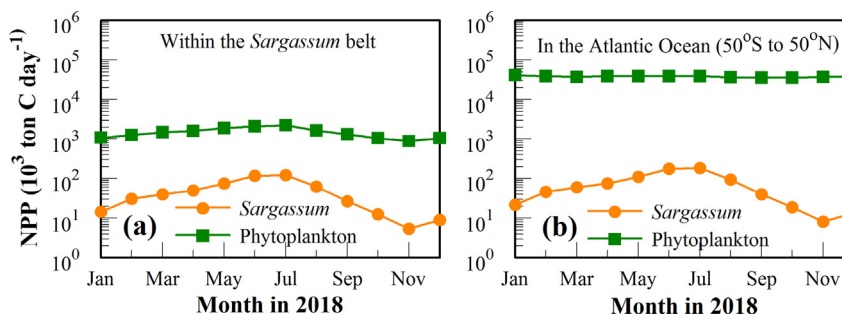 NPP (10³ ton C day⁻¹)
10⁶
10⁵
10⁴
10³
10²
10¹
10⁰
Within the Sargassum belt
Sargassum
(a)
Phytoplankton
Jan Mar May Jul Sep Nov
Month in 2018
10⁶
10⁵
10⁴
10³
10²
10¹
10⁰
In the Atlantic Ocean (50°S to 50°N)
Sargassum
(b)
Phytoplankton
Jan Mar May Jul Sep Nov
Month in 2018